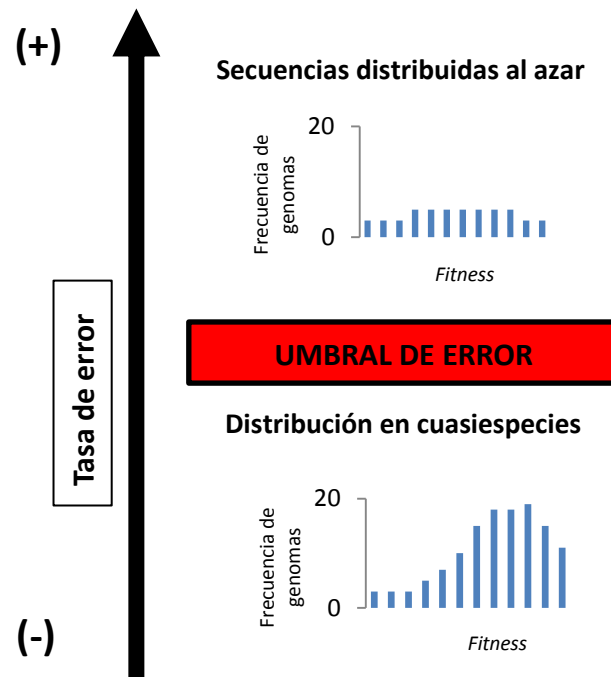 (+)
Secuencias distribuidas al azar
20
0
Frecuencia de
genomas
Fitness
Tasa de error
UMBRAL DE ERROR
Distribución en cuasiespecies
20
0
Frecuencia de
genomas
Fitness
(-)